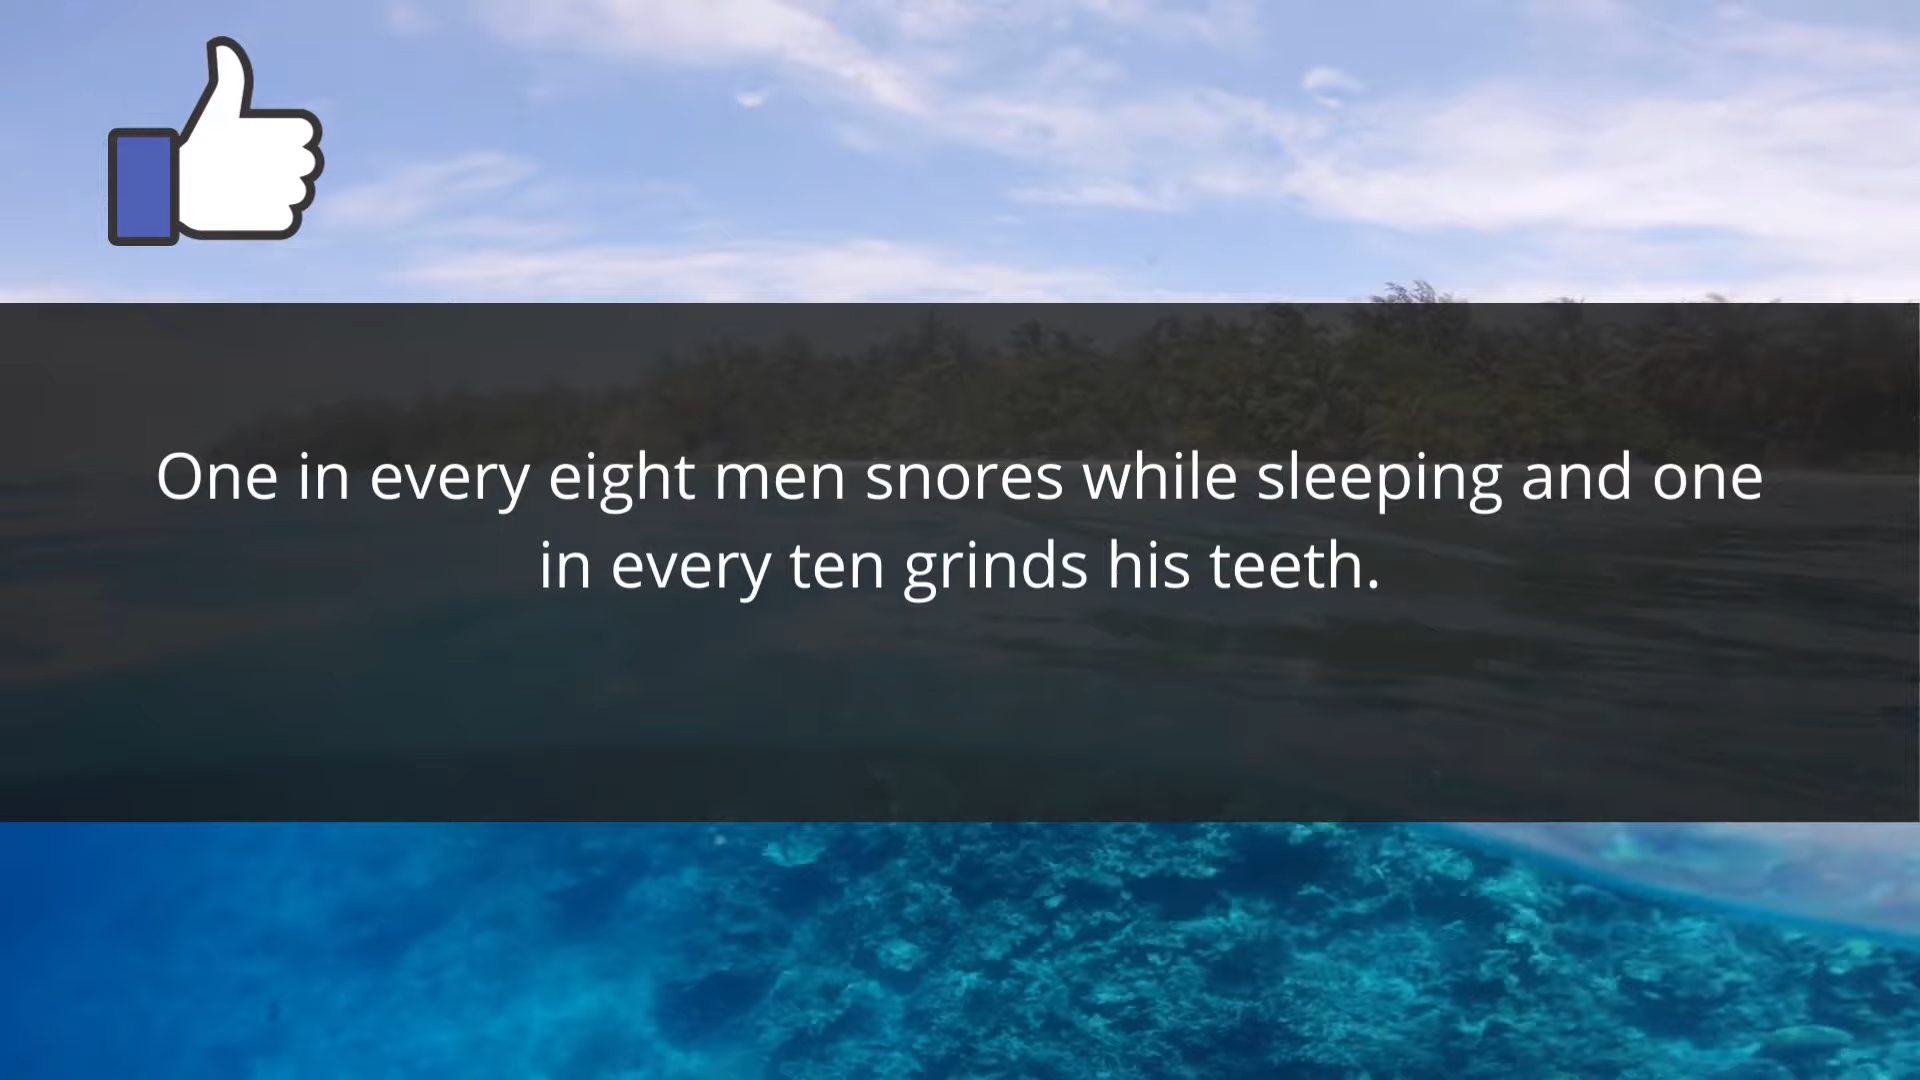 One in every eight men snores while sleeping and one
in every ten grinds his teeth.